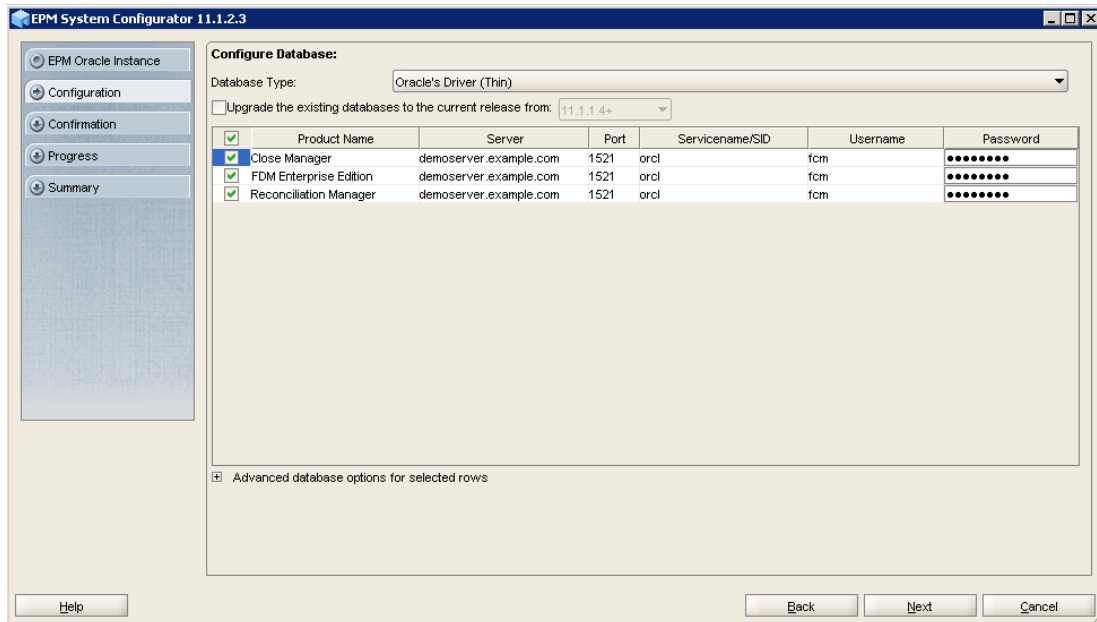 EPM System Configurator 11.1.2.3
EPM Oracle Instance
Configuration
Confirmation
Progress
Summary
Configure Database:
Database Type: Oracle's Driver (Thin)
Upgrade the existing databases to the current release from: 11.1.1.4+
Product Name Server Port Servicename/SID Username Password
Close Manager demoserver.example.com 1521 orcl fcm ●●●●●●●●
FDM Enterprise Edition demoserver.example.com 1521 orcl fcm ●●●●●●●●
Reconciliation Manager demoserver.example.com 1521 orcl fcm ●●●●●●●●
Advanced database options for selected rows
Help Back Next Cancel